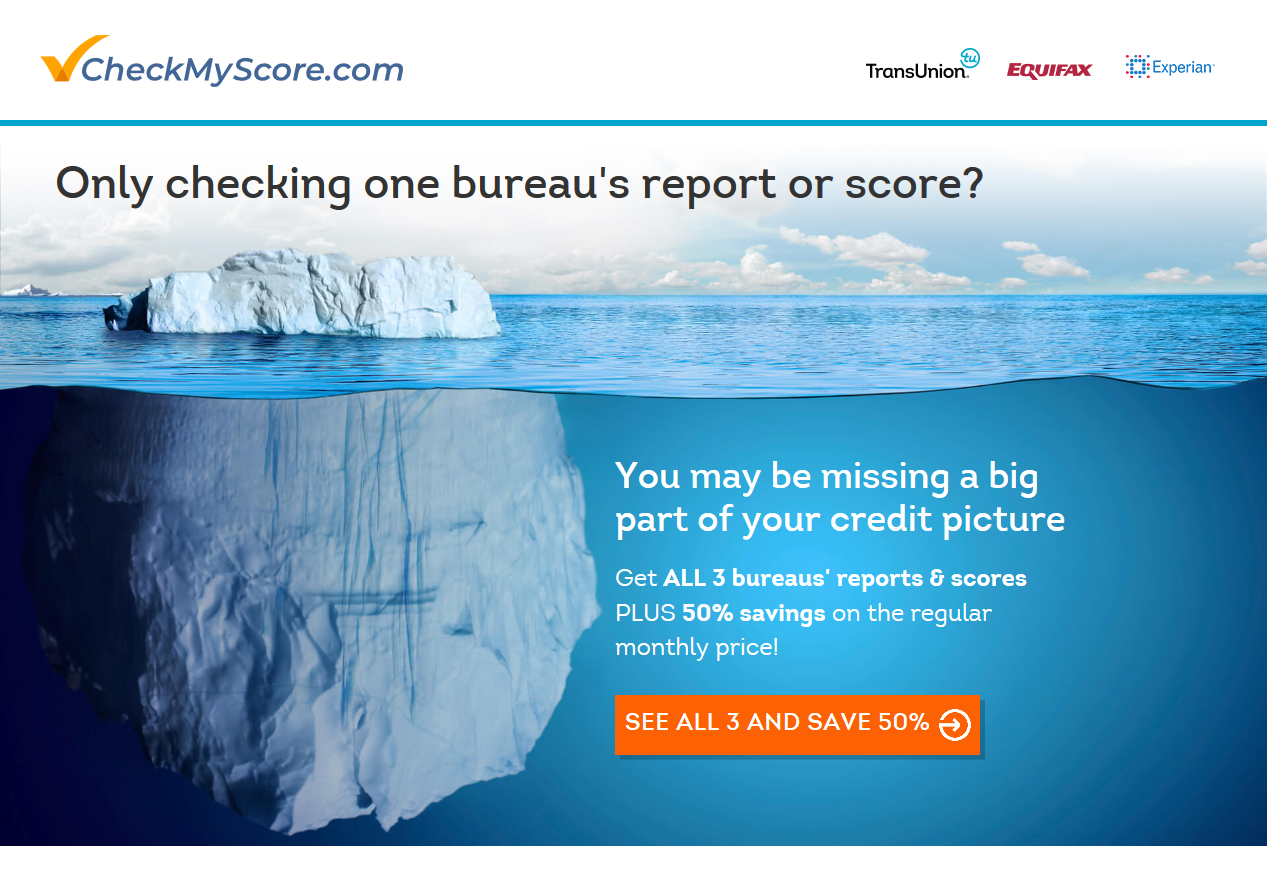 CheckMyScore.com
TransUnion
tu
EQUIFAX
Experian
Only checking one bureau's report or score?
You may be missing a big
part of your credit picture
Get ALL 3 bureaus' reports & scores
PLUS 50% savings on the regular
monthly price!
SEE ALL 3 AND SAVE 50%